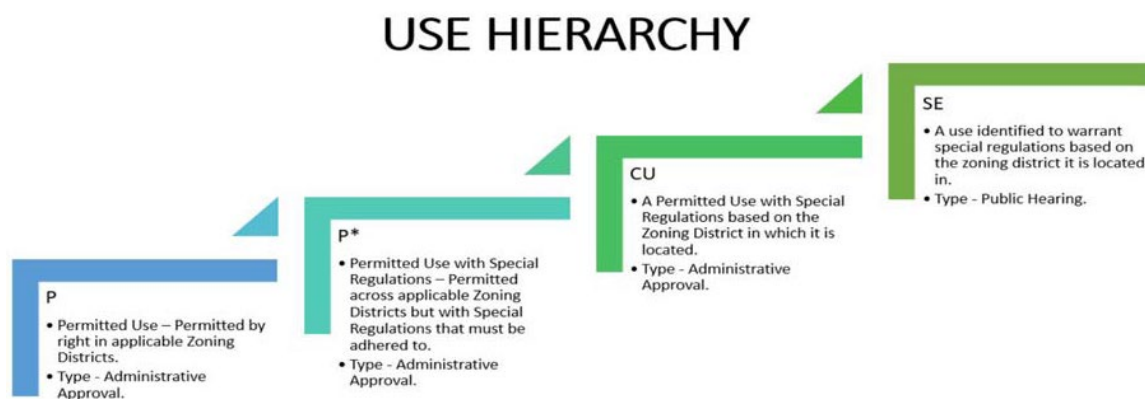 USE HIERARCHY
P
• Permitted Use – Permitted by
right in applicable Zoning
Districts.
• Type - Administrative
Approval.
P*
• Permitted Use with Special
Regulations – Permitted
across applicable Zoning
Districts but with Special
Regulations that must be
adhered to.
• Type - Administrative
Approval.
CU
• A Permitted Use with Special
Regulations based on the
Zoning District in which it is
located.
• Type - Administrative
Approval.
SE
• A use identified to warrant
special regulations based on
the zoning district it is located
in.
• Type - Public Hearing.